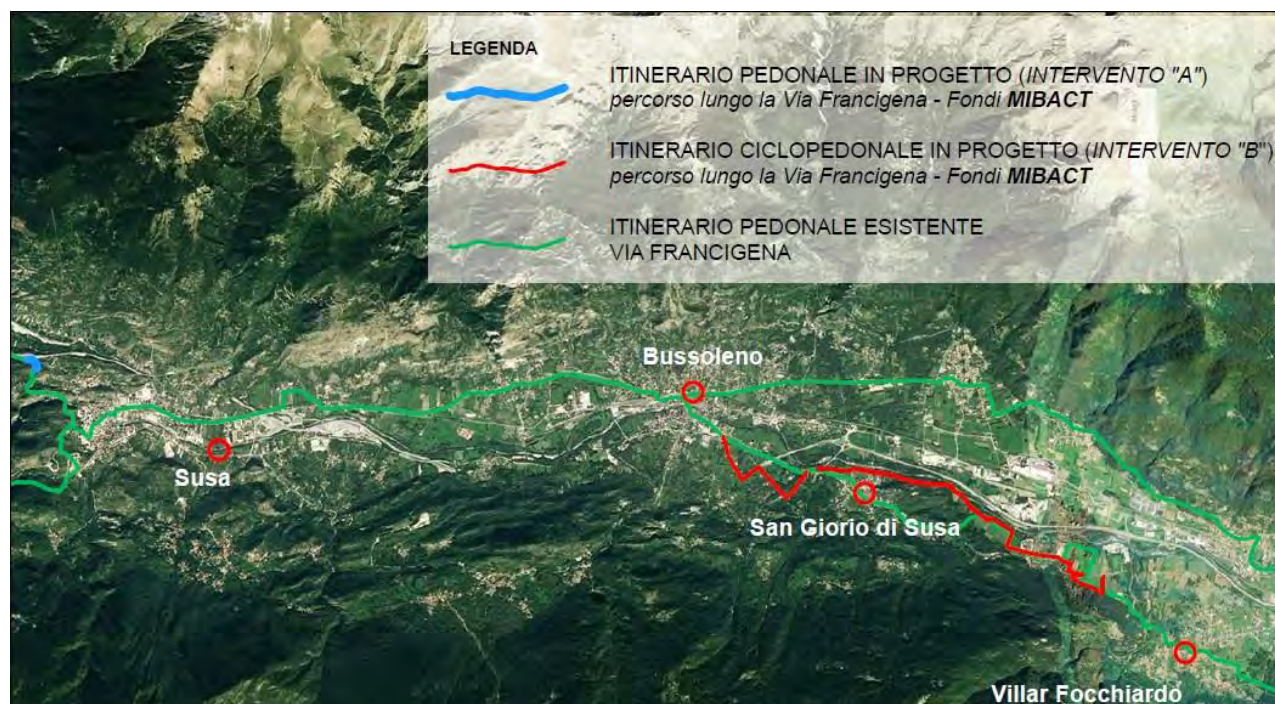 LEGENDA
ITINERARIO PEDONALE IN PROGETTO (INTERVENTO "A")
percorso lungo la Via Francigena - Fondi MIBACT
ITINERARIO CICLOPEDONALE IN PROGETTO (INTERVENTO "B")
percorso lungo la Via Francigena - Fondi MIBACT
ITINERARIO PEDONALE ESISTENTE
VIA FRANCIGENA
Bussoleno
Susa
San Giorio di Susa
Villar Focchiardo